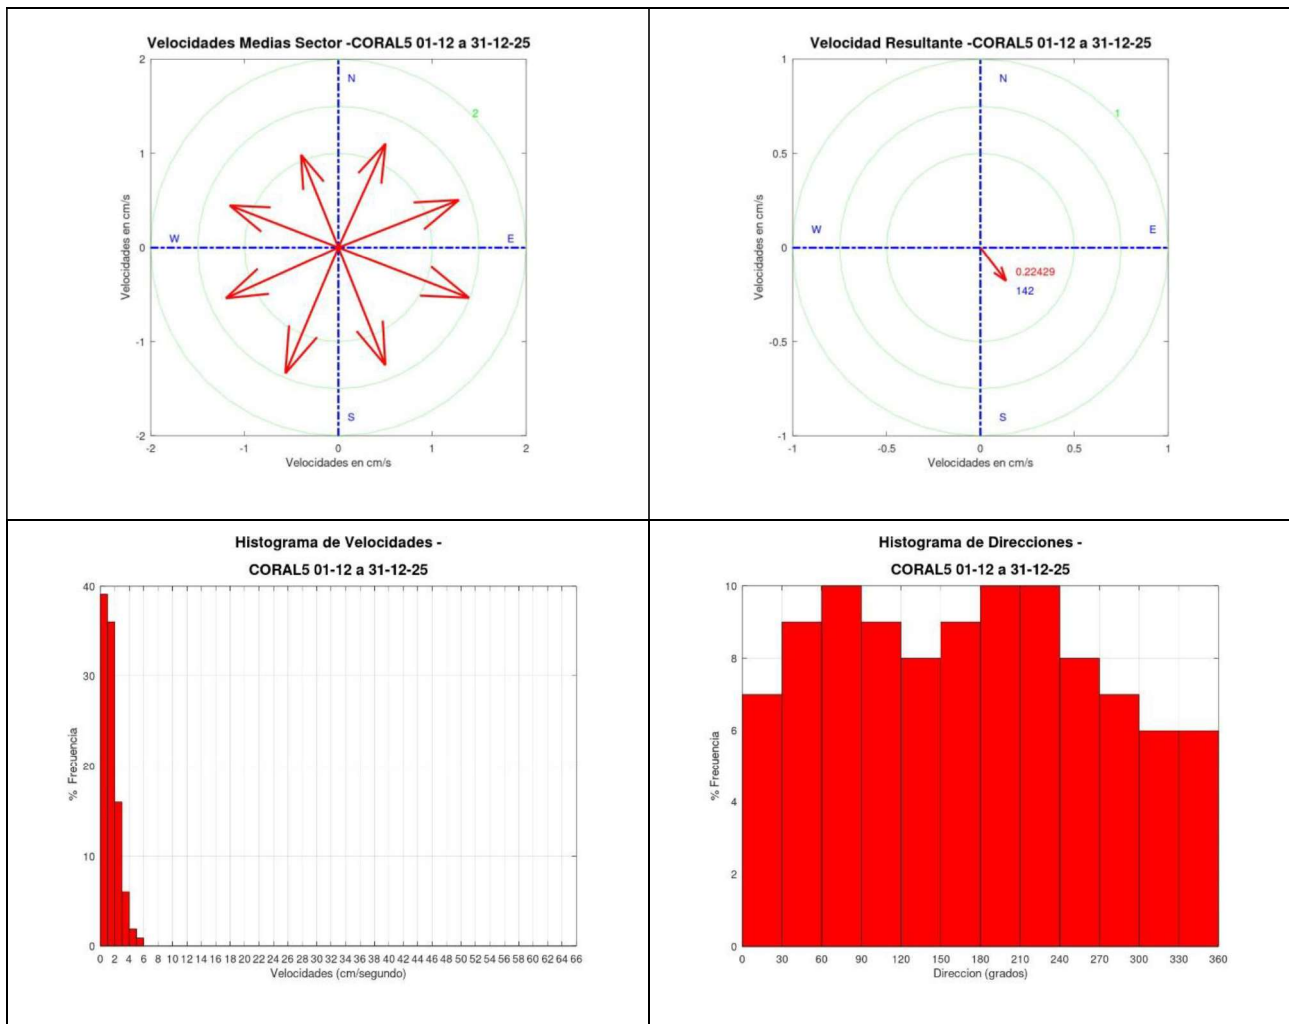 Velocidades Medias Sector -CORAL5 01-12 a 31-12-25
2
N
2
1
W
E
0
-1
S
-2
-2
-1
0
1
2
Velocidades en cm/s
Velocidades en cm/s
Velocidad Resultante -CORAL5 01-12 a 31-12-25
1
N
1
0.5
W
E
0
0.22429
142
-0.5
S
-1
-1
-0.5
0
0.5
1
Velocidades en cm/s
Velocidades en cm/s
Histograma de Velocidades -
CORAL5 01-12 a 31-12-25
40
30
20
10
0
% Frecuencia
0 2 4 6 8 10 12 14 16 18 20 22 24 26 28 30 32 34 36 38 40 42 44 46 48 50 52 54 56 58 60 62 64 66
Velocidades (cm/segundo)
Histograma de Direcciones -
CORAL5 01-12 a 31-12-25
10
8
6
4
2
0
% Frecuencia
0 30 60 90 120 150 180 210 240 270 300 330 360
Direccion (grados)